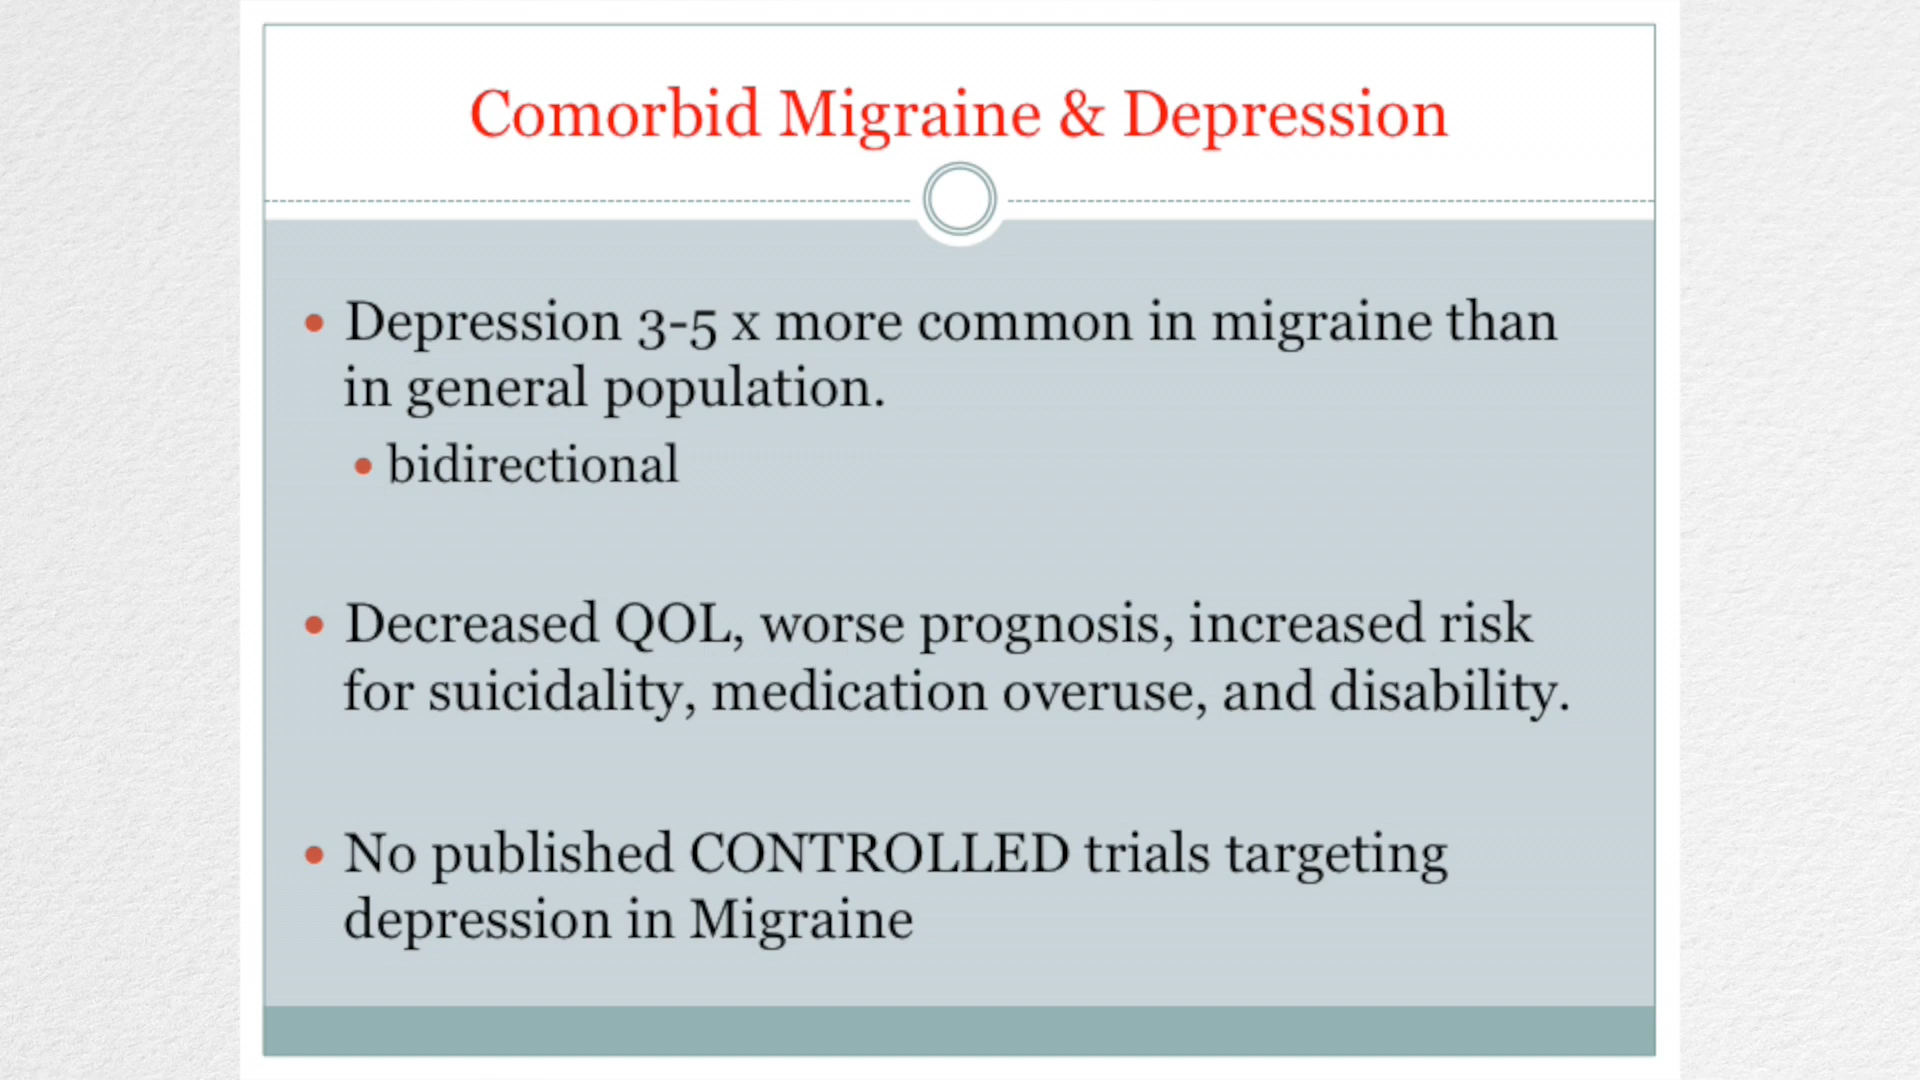 Comorbid Migraine & Depression
• Depression 3-5 x more common in migraine than
in general population.
• bidirectional
• Decreased QOL, worse prognosis, increased risk
for suicidality, medication overuse, and disability.
• No published CONTROLLED trials targeting
depression in Migraine